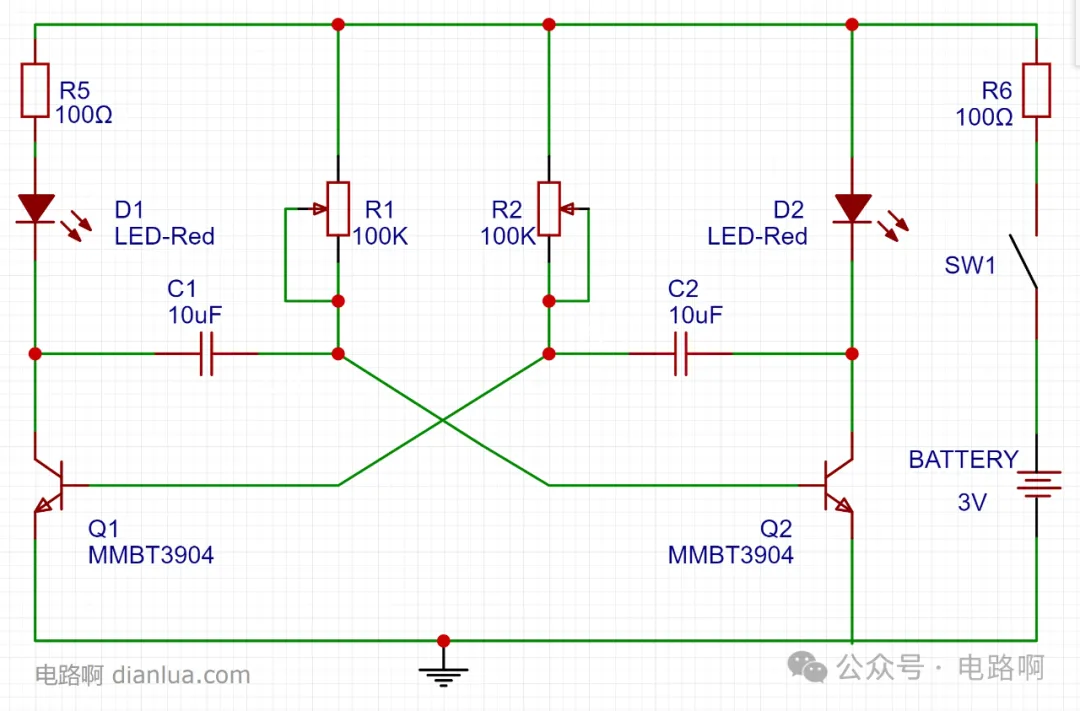 R5
100Ω
R6
100Ω
D1
LED-Red
R1
100K
R2
100K
D2
LED-Red
C1
10uF
C2
10uF
SW1
BATTERY
3V
Q1
MMBT3904
Q2
MMBT3904
电路啊 dianlua.com
公众号 · 电路啊